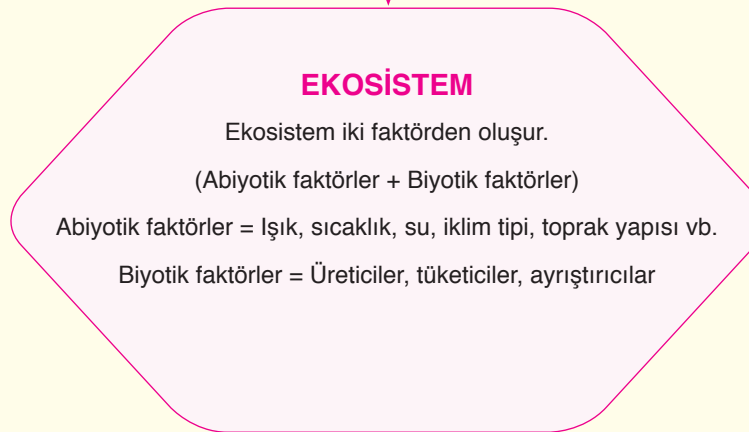 EKOSİSTEM
Ekosistem iki faktörden oluşur.
(Abiyotik faktörler + Biyotik faktörler)
Abiyotik faktörler = Işık, sıcaklık, su, iklim tipi, toprak yapısı vb.
Biyotik faktörler = Üreticiler, tüketiciler, ayrıştırıcılar